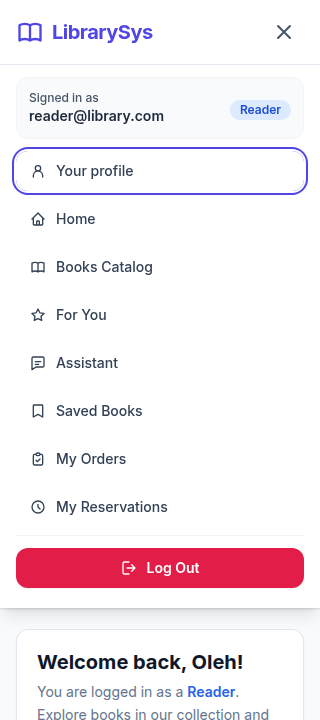 LibrarySys
Signed in as
reader@library.com
Reader
Your profile
Home
Books Catalog
For You
Assistant
Saved Books
My Orders
My Reservations
Log Out
Welcome back, Oleh!
You are logged in as a Reader.
Explore books in our collection and